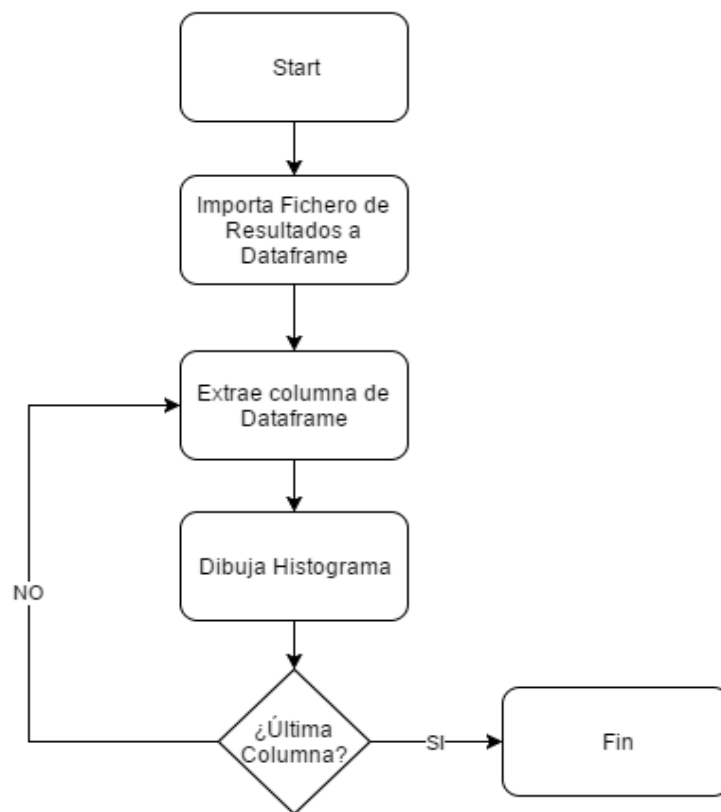 Start
Importa Fichero de
Resultados a
Dataframe
Extrae columna de
Dataframe
Dibuja Histograma
NO
¿Última
Columna?
SI
Fin